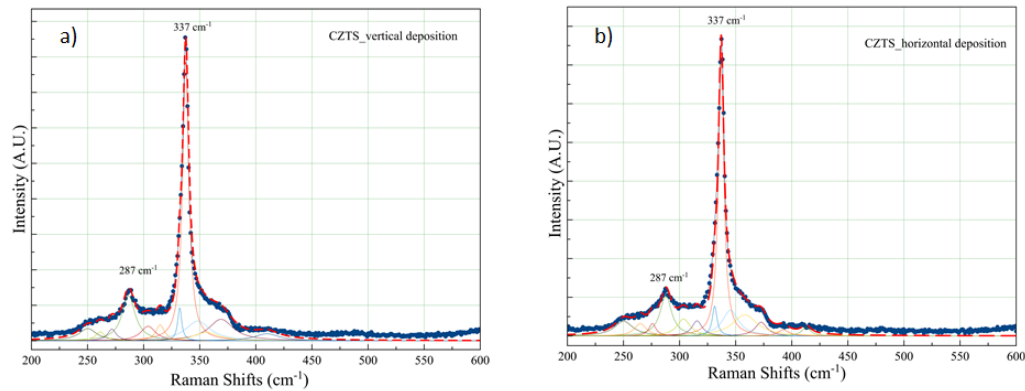 a)
337 cm⁻¹
CZTS_vertical deposition
287 cm⁻¹
Intensity (A.U.)
200 250 300 350 400 450 500 550 600
Raman Shifts (cm⁻¹)
b)
337 cm⁻¹
CZTS_horizontal deposition
287 cm⁻¹
Intensity (A.U.)
200 250 300 350 400 450 500 550 600
Raman Shifts (cm⁻¹)